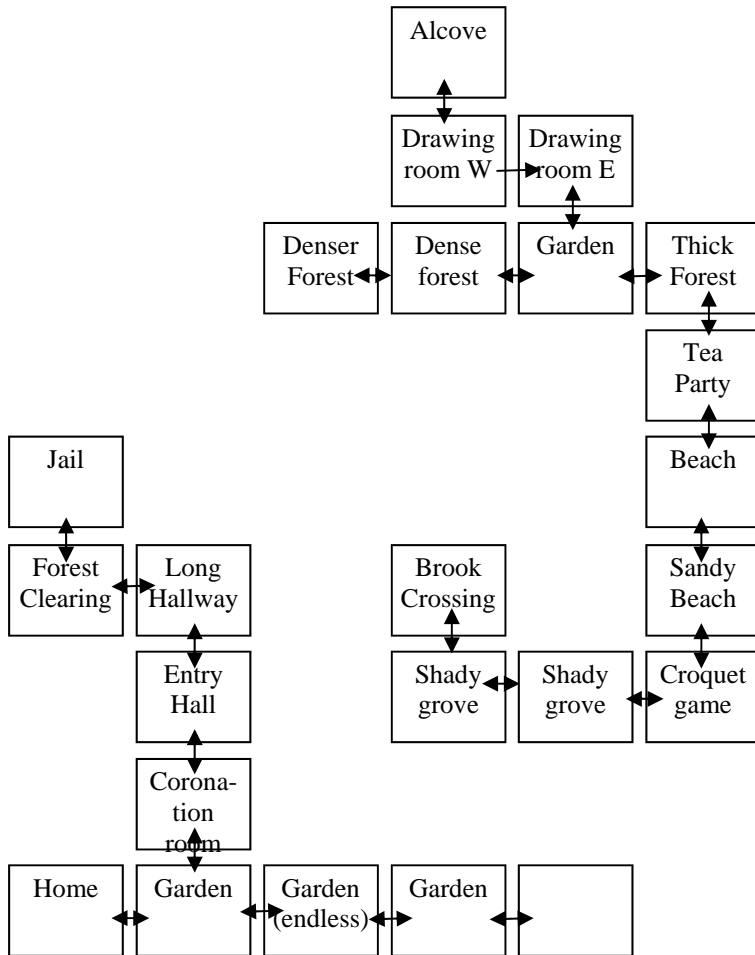 Alcove
Drawing
room W
Drawing
room E
Denser
Forest
Dense
forest
Garden
Thick
Forest
Tea
Party
Jail
Beach
Forest
Clearing
Long
Hallway
Brook
Crossing
Sandy
Beach
Entry
Hall
Shady
grove
Shady
grove
Croquet
game
Corona-
tion
room
Home
Garden
Garden
(endless)
Garden